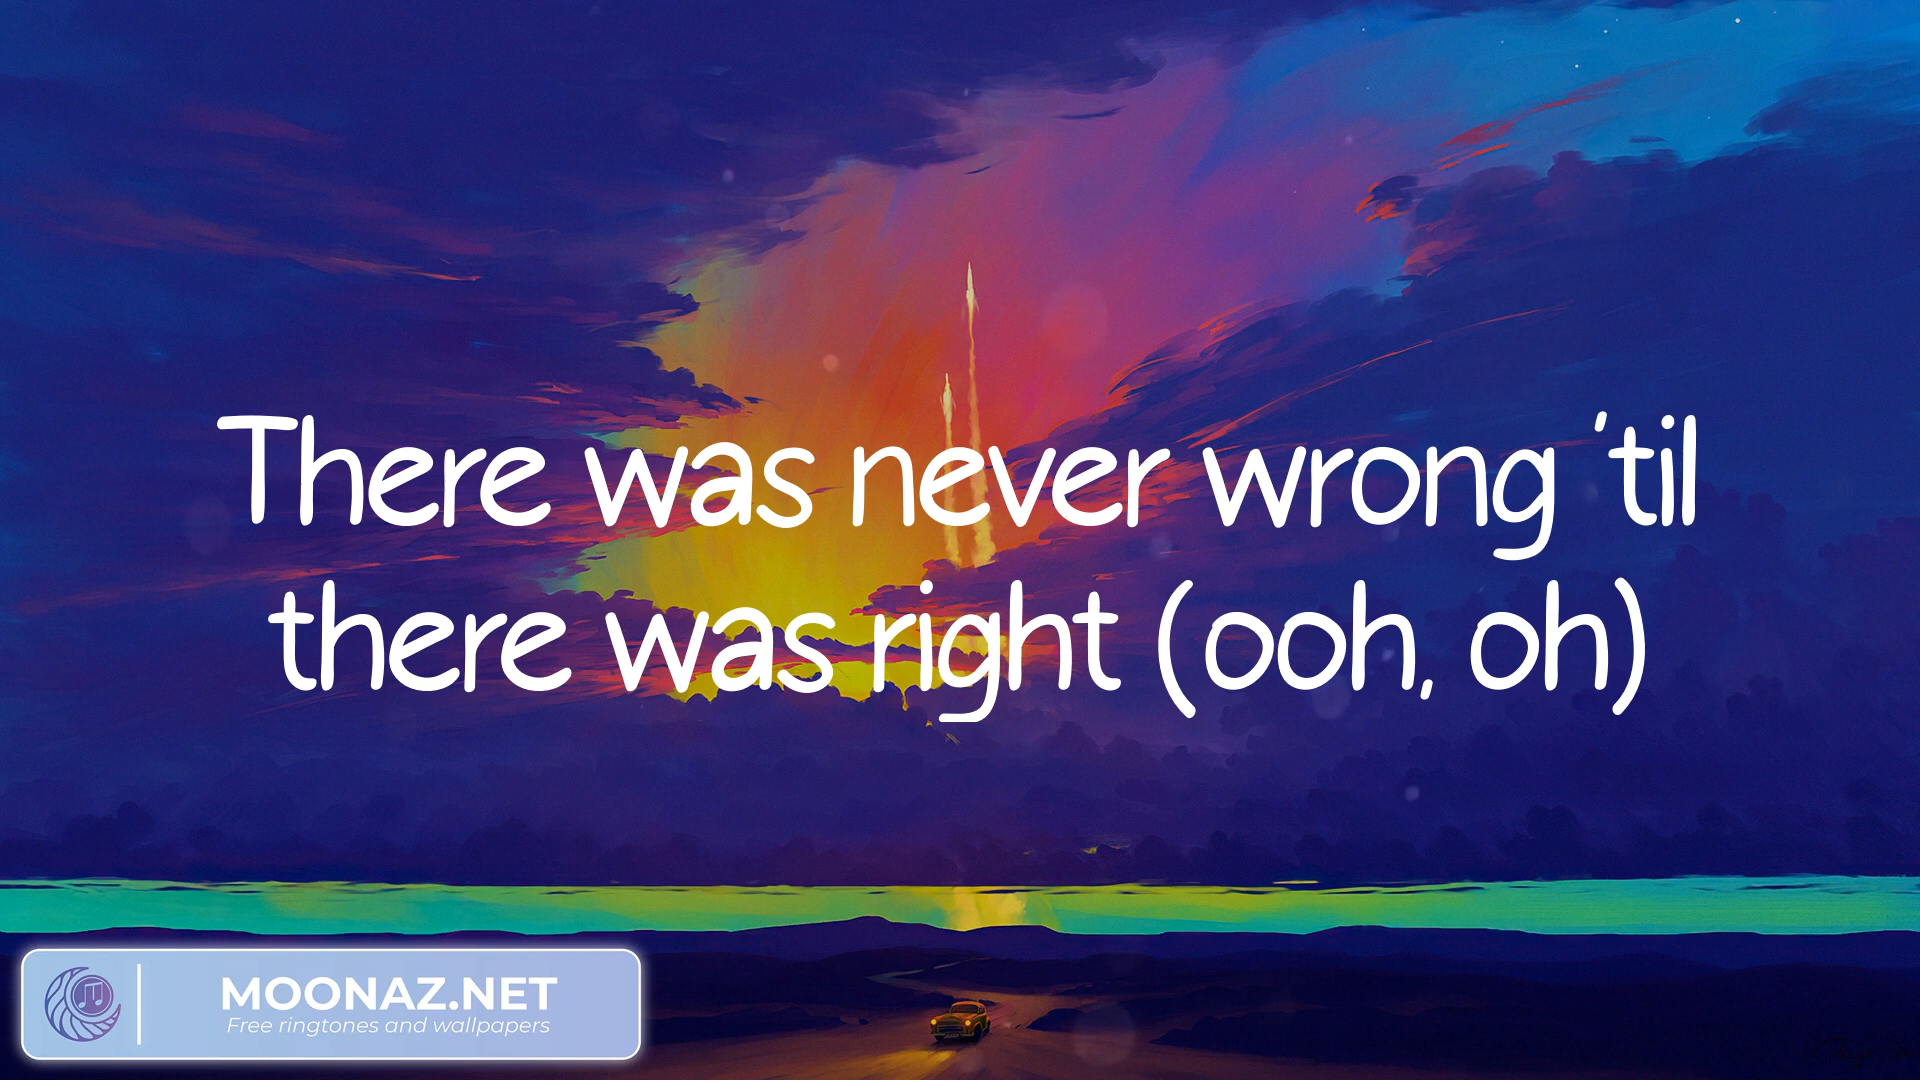 There was never wrong 'til
there was right (ooh, oh)
MOONAZ.NET
Free ringtones and wallpapers